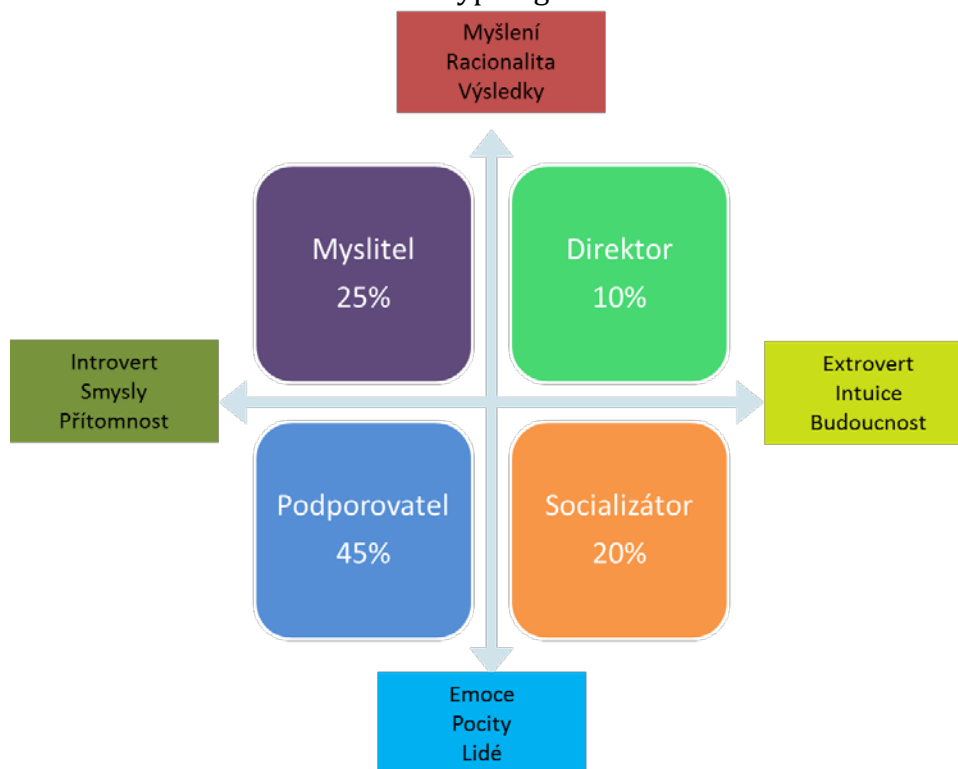 Myšlení
Racionalita
Výsledky
Myslitel
25%
Direktor
10%
Introvert
Smysly
Přítomnost
Extrovert
Intuice
Budoucnost
Podporovatel
45%
Socializátor
20%
Emoce
Pocity
Lidé